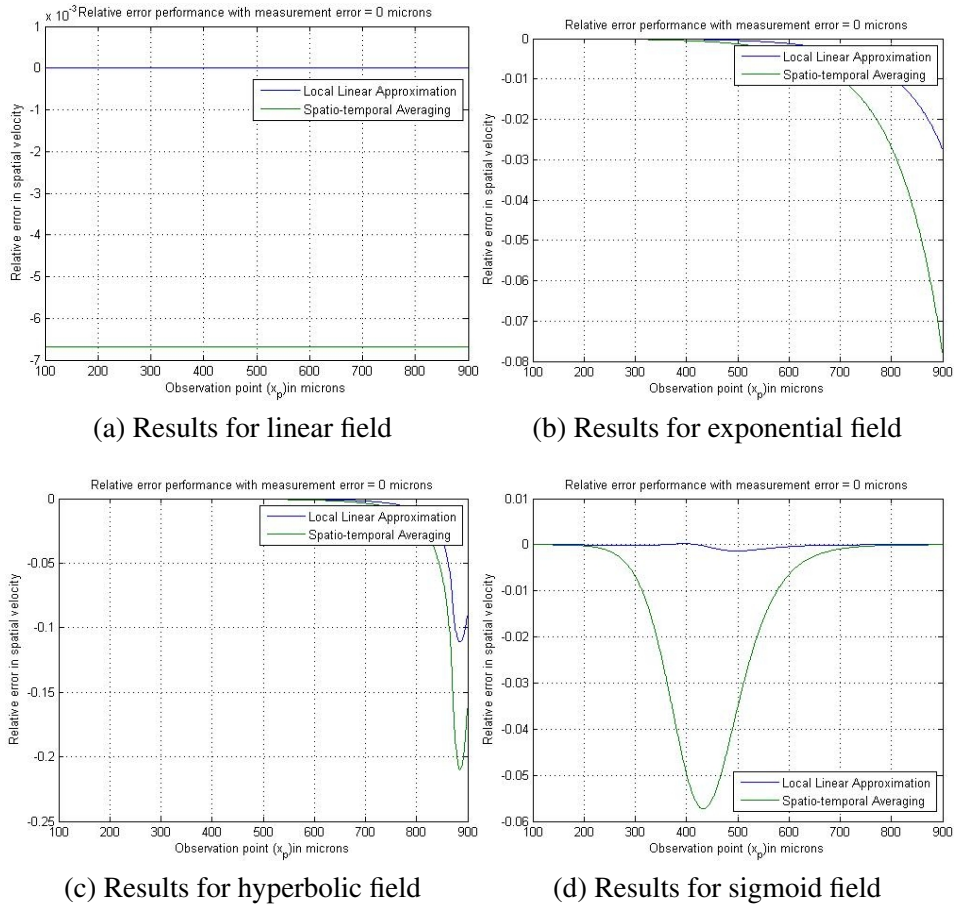 x 10⁻³ Relative error performance with measurement error = 0 microns
1
0
-1
-2
-3
-4
-5
-6
-7
Relative error in spatial velocity
Local Linear Approximation
Spatio-temporal Averaging
100 200 300 400 500 600 700 800 900
Observation point (x_p)in microns
(a) Results for linear field
Relative error performance with measurement error = 0 microns
0
-0.01
-0.02
-0.03
-0.04
-0.05
-0.06
-0.07
-0.08
Relative error in spatial velocity
Local Linear Approximation
Spatio-temporal Averaging
100 200 300 400 500 600 700 800 900
Observation point (x_p)in microns
(b) Results for exponential field
Relative error performance with measurement error = 0 microns
0
-0.05
-0.1
-0.15
-0.2
-0.25
Relative error in spatial velocity
Local Linear Approximation
Spatio-temporal Averaging
100 200 300 400 500 600 700 800 900
Observation point (x_p)in microns
(c) Results for hyperbolic field
Relative error performance with measurement error = 0 microns
0.01
0
-0.01
-0.02
-0.03
-0.04
-0.05
-0.06
Relative error in spatial velocity
Local Linear Approximation
Spatio-temporal Averaging
100 200 300 400 500 600 700 800 900
Observation point (x_p)in microns
(d) Results for sigmoid field